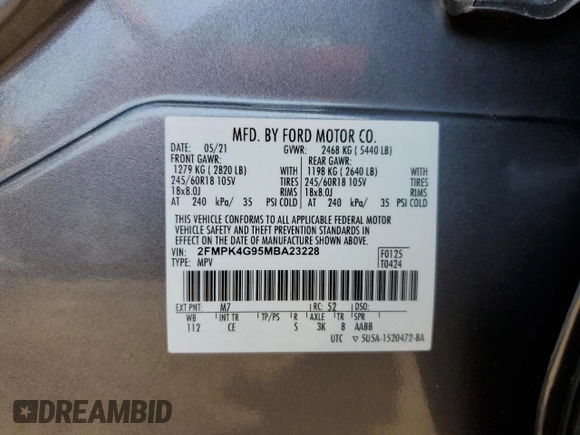 MFD. BY FORD MOTOR CO.
DATE: 05/21 GVWR: 2468 KG ( 5440 LB)
FRONT GAWR: REAR GAWR:
1279 KG ( 2820 LB) WITH 1198 KG ( 2640 LB) WITH
245/60R18 105V TIRES 245/60R18 105V TIRES
18x8.0J RIMS 18x8.0J RIMS
AT 240 kPa/ 35 PSI COLD AT 240 kPa/ 35 PSI COLD
THIS VEHICLE CONFORMS TO ALL APPLICABLE FEDERAL MOTOR
VEHICLE SAFETY AND THEFT PREVENTION STANDARDS IN
EFFECT ON THE DATE OF MANUFACTURE SHOWN ABOVE.
VIN: 2FMPK4G95MBA23228 F0125
TYPE: MPV T0424
EXT PNT: M7 RC: 52 DSO:
WB INT TR TP/PS R AXLE TR SPR
112 CE S 3K 8 AABB
UTC ▽ 5U5A-1520472-BA
DREAMBID